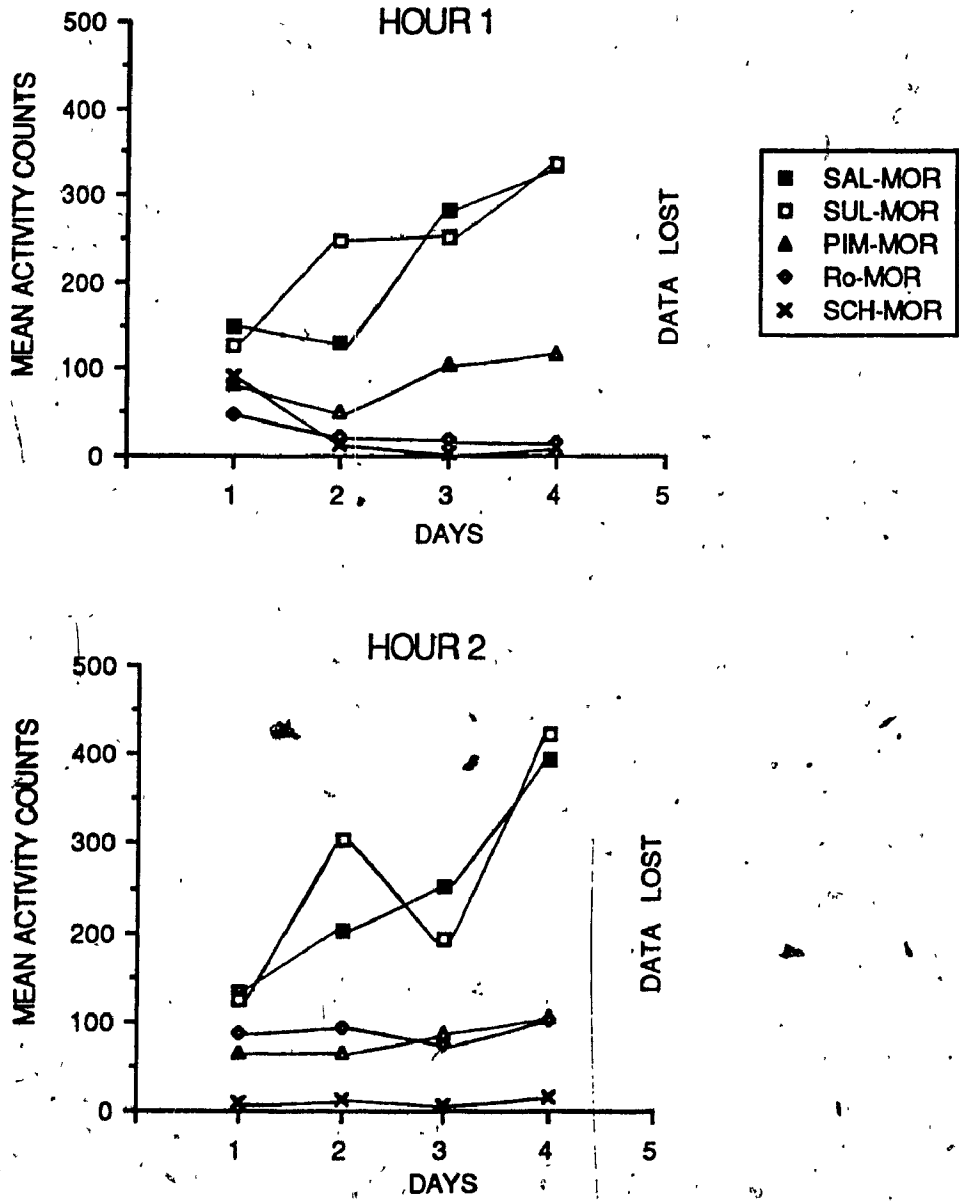 HOUR 1
MEAN ACTIVITY COUNTS
500
400
300
200
100
0
1 2 3 4 5
DAYS
DATA LOST
SAL-MOR
SUL-MOR
PIM-MOR
Ro-MOR
SCH-MOR
HOUR 2
MEAN ACTIVITY COUNTS
500
400
300
200
100
0
1 2 3 4 5
DAYS
DATA LOST